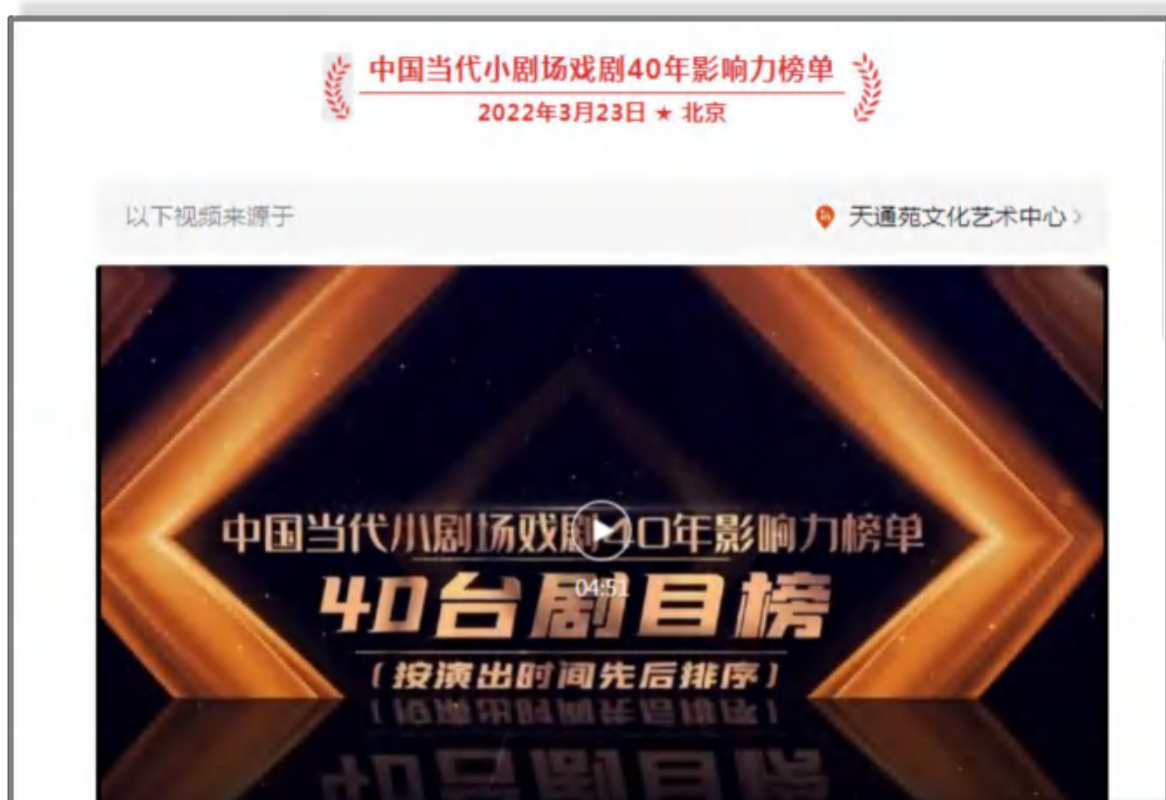 中国当代小剧场戏剧40年影响力榜单
2022年3月23日 ★ 北京
以下视频来源于
天通苑文化艺术中心
中国当代小剧场戏剧40年影响力榜单
04:51
40台剧目榜
(按演出时间先后排序)